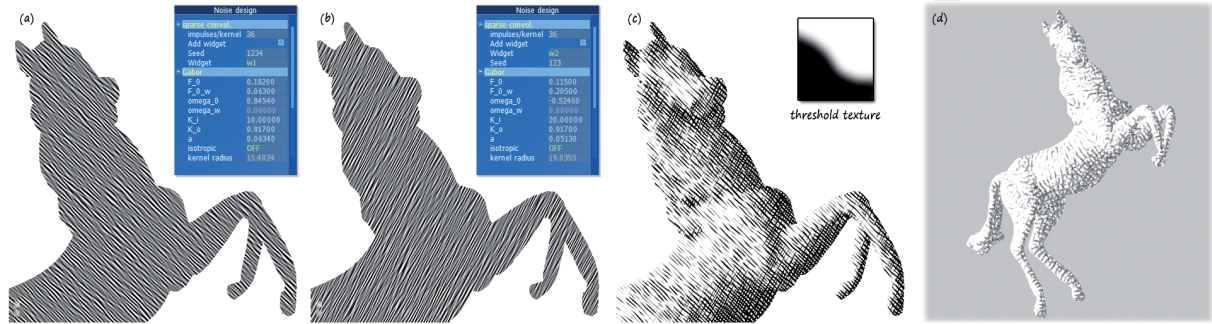 (a)
Noise design
sparse convol.
impulses/kernel 36
Add widget
Seed 1234
Widget w1
Gabor
F_0 0.18200
F_0_w 0.06300
omega_0 0.84540
omega_w 0.00000
K_i 10.00000
K_o 0.91700
a 0.06340
isotropic OFF
kernel radius 15.4024
(b)
Noise design
sparse convol.
impulses/kernel 36
Add widget
Widget w2
Seed 123
Gabor
F_0 0.11500
F_0_w 0.20500
omega_0 -0.52460
omega_w 0.00000
K_i 20.00000
K_o 0.91700
a 0.05130
isotropic OFF
kernel radius 19.0353
(c)
threshold texture
(d)